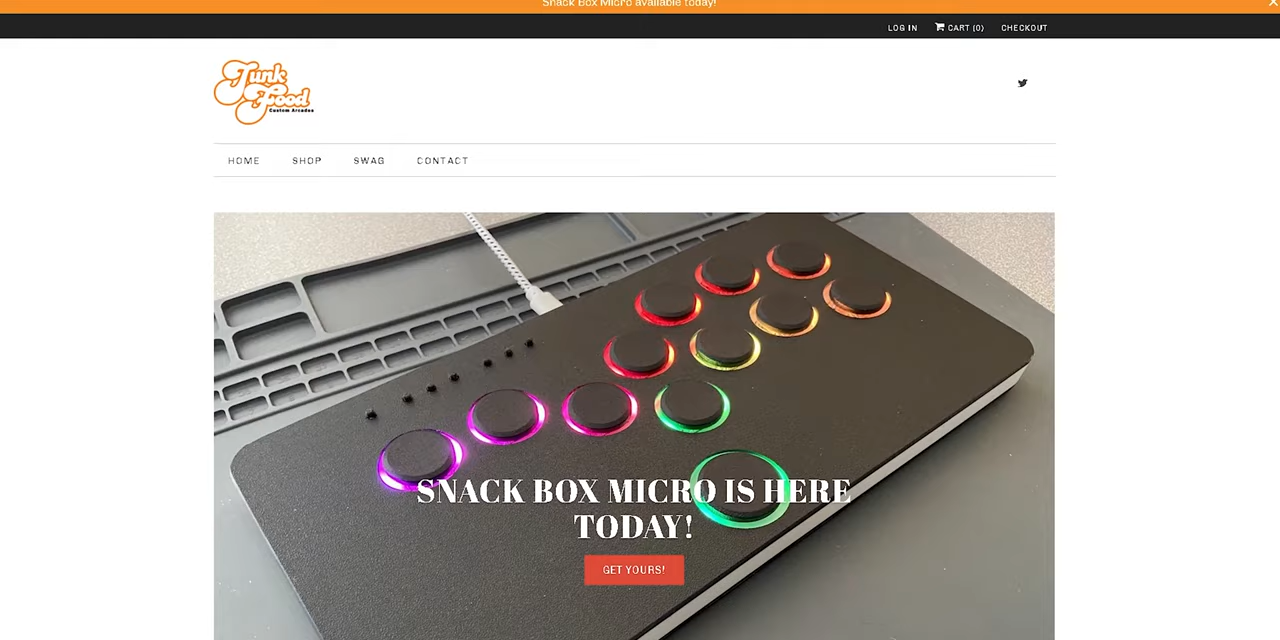 Snack Box Micro available today!
LOG IN
CART (0)
CHECKOUT
Junk
Food
Custom Arcades
HOME
SHOP
SWAG
CONTACT
SNACK BOX MICRO IS HERE
TODAY!
GET YOURS!